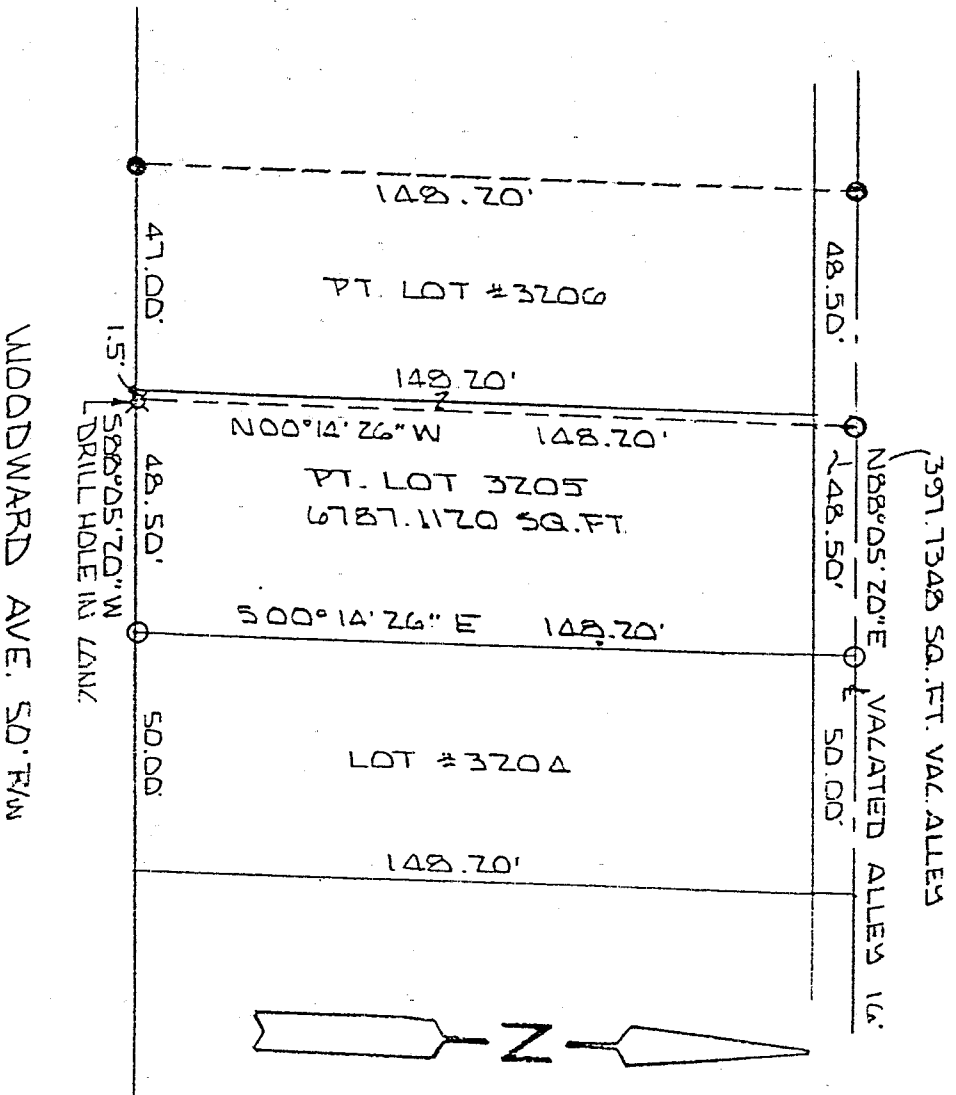 148.20'
47.00'
PT. LOT #3206
48.50'
1.5'
148.20'
N00°14'26"W 148.20'
PT. LOT 3205
6787.1120 SQ.FT.
48.50'
48.50'
S88°05'20"W
DRILL HOLE IN CONC.
N88°05'20"E
397.7348 SQ.FT. VAC. ALLEY
S00°14'26"E 148.20'
50.00'
LOT #3204
50.00'
VACATED ALLEY 16'
148.20'
WOODWARD AVE. 50' R/W
N